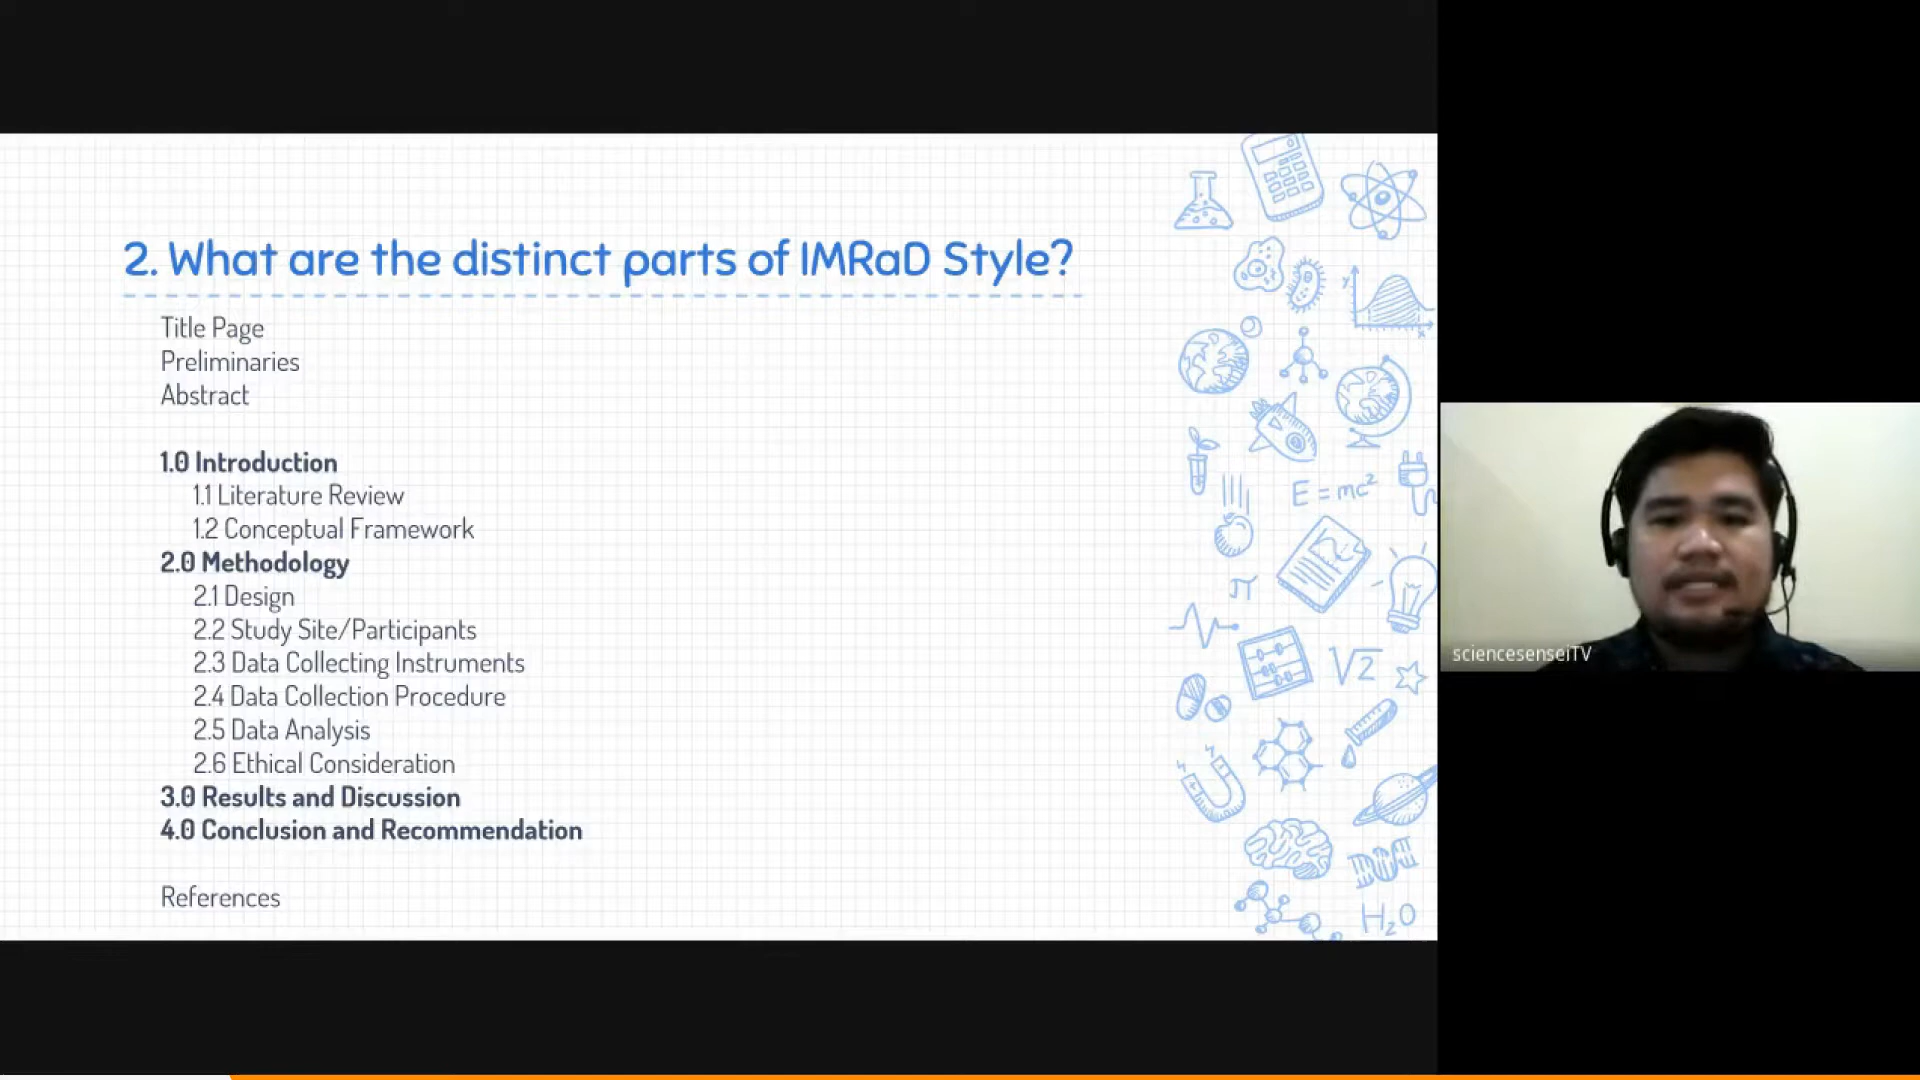 2. What are the distinct parts of IMRaD Style?
Title Page
Preliminaries
Abstract
1.0 Introduction
1.1 Literature Review
1.2 Conceptual Framework
2.0 Methodology
2.1 Design
2.2 Study Site/Participants
2.3 Data Collecting Instruments
2.4 Data Collection Procedure
2.5 Data Analysis
2.6 Ethical Consideration
3.0 Results and Discussion
4.0 Conclusion and Recommendation
References
y
x
E = mc²
π
√2
H₂O
sciencesenseiTV